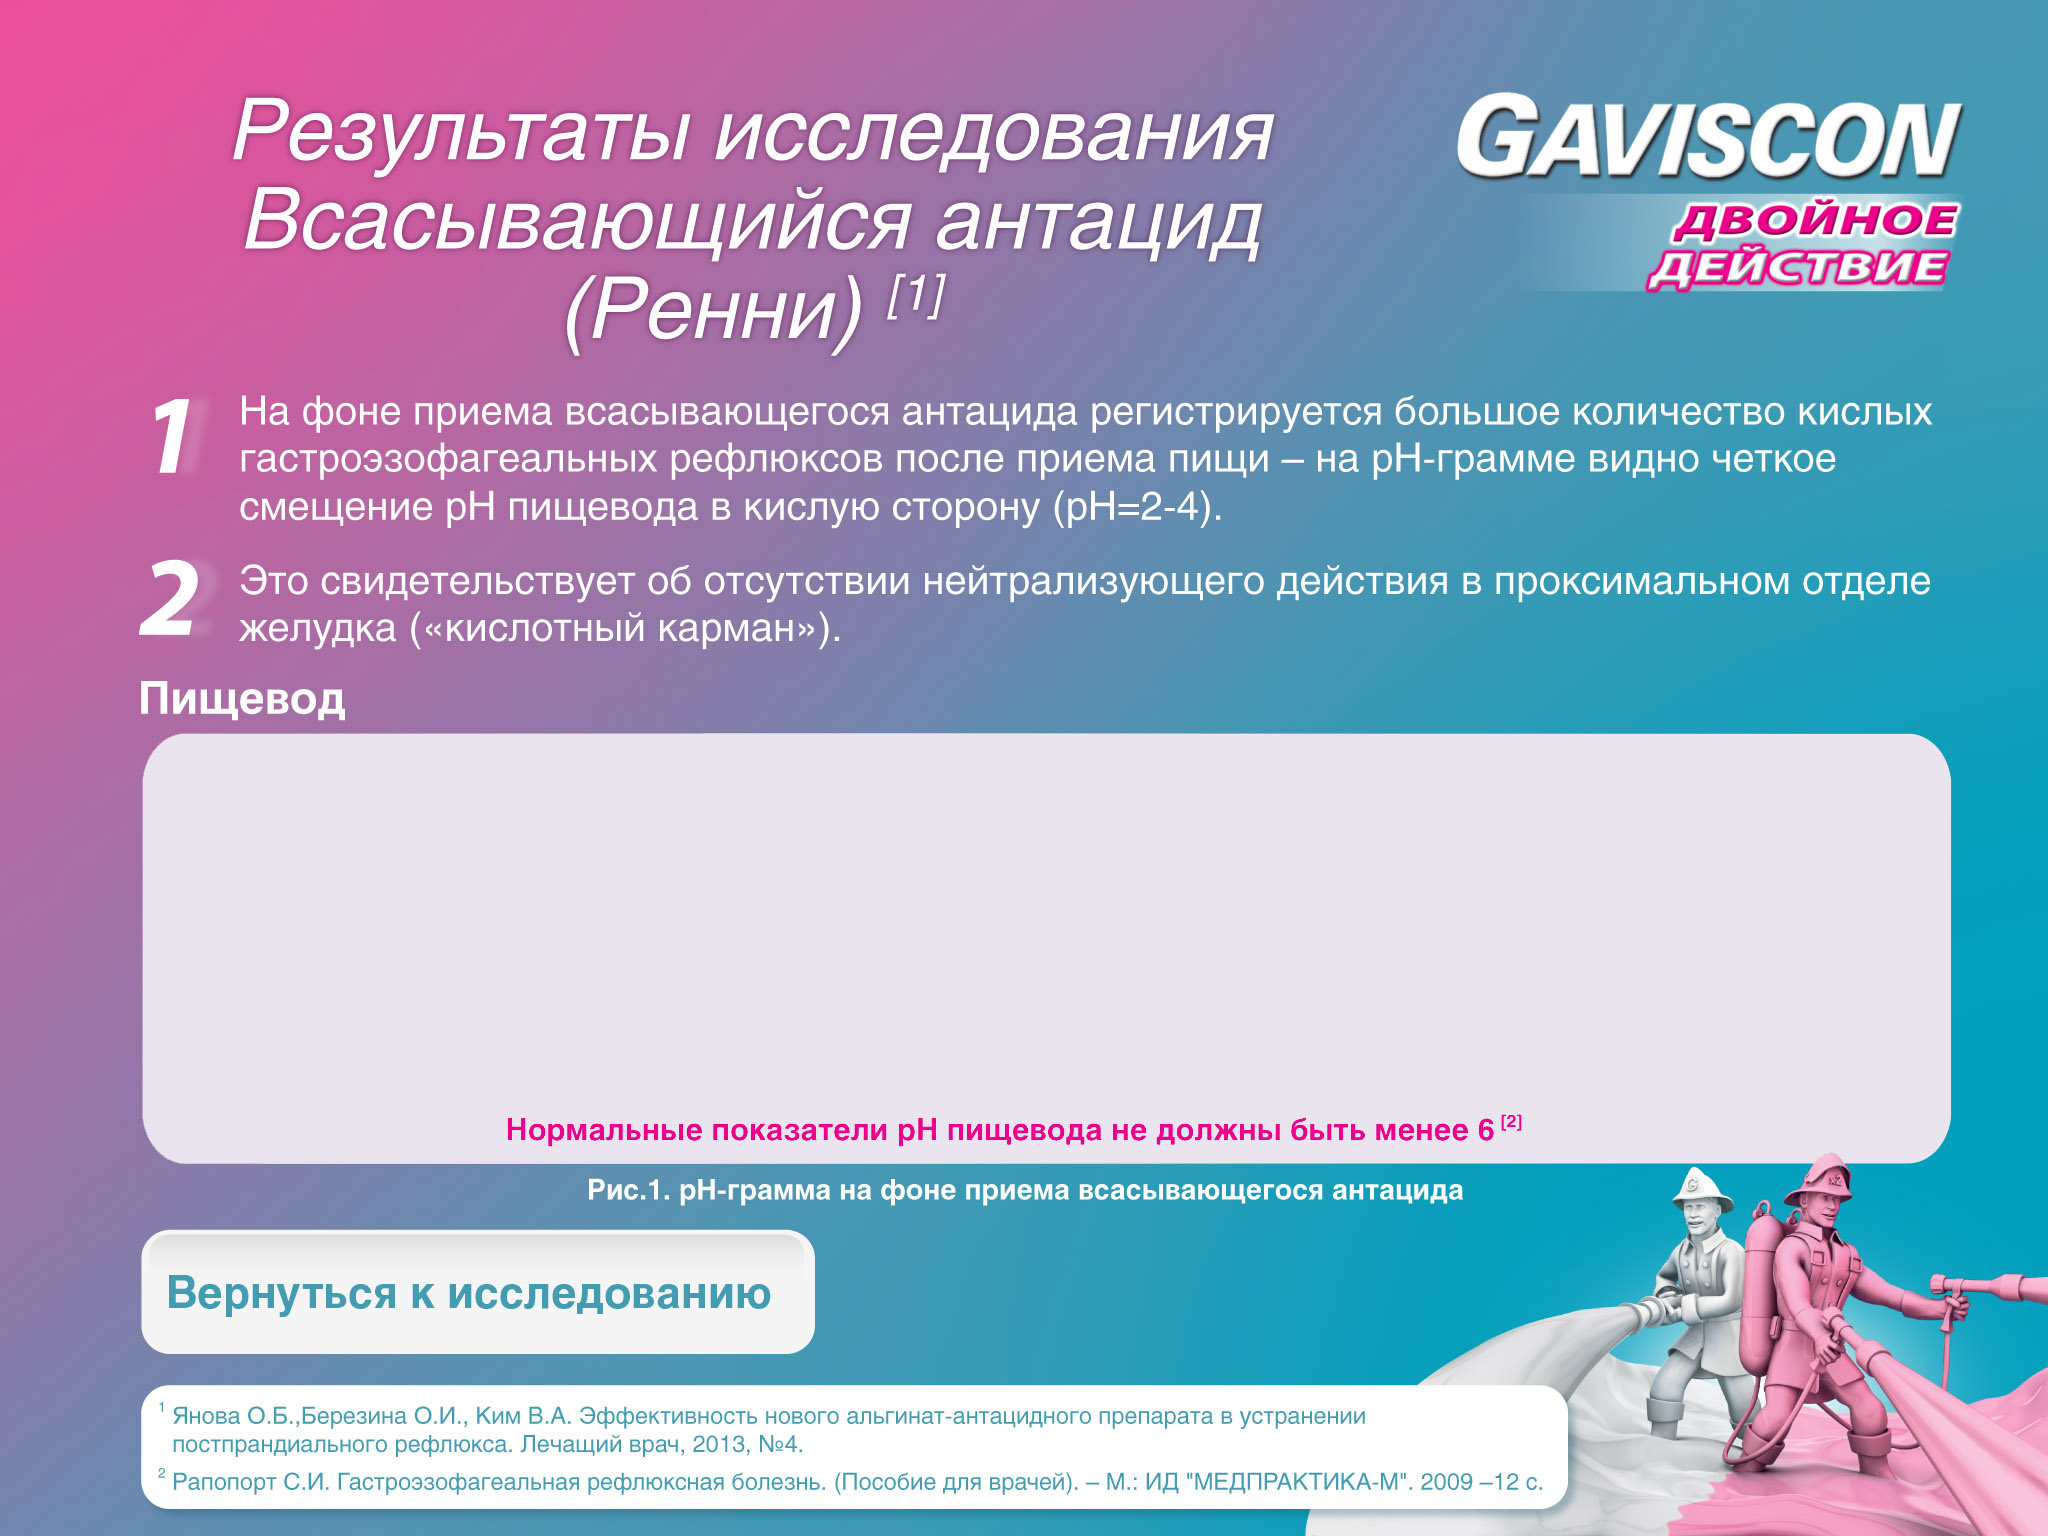 Результаты исследования
Всасывающийся антацид
(Ренни) [1]
GAVISCON
ДВОЙНОЕ
ДЕЙСТВИЕ
1
На фоне приема всасывающегося антацида регистрируется большое количество кислых
гастроэзофагеальных рефлюксов после приема пищи – на pH-грамме видно четкое
смещение pH пищевода в кислую сторону (pH=2-4).
2
Это свидетельствует об отсутствии нейтрализующего действия в проксимальном отделе
желудка («кислотный карман»).
Пищевод
Нормальные показатели pH пищевода не должны быть менее 6 [2]
Рис.1. pH-грамма на фоне приема всасывающегося антацида
G
Вернуться к исследованию
1 Янова О.Б.,Березина О.И., Ким В.А. Эффективность нового альгинат-антацидного препарата в устранении
постпрандиального рефлюкса. Лечащий врач, 2013, №4.
2 Рапопорт С.И. Гастроэзофагеальная рефлюксная болезнь. (Пособие для врачей). – М.: ИД "МЕДПРАКТИКА-М". 2009 –12 с.